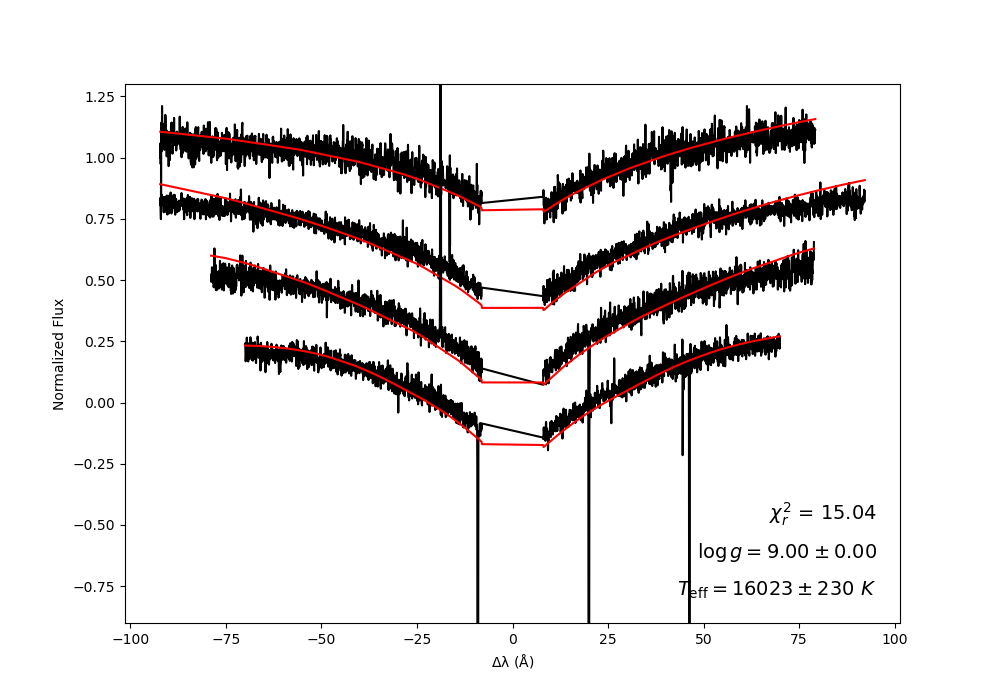 1.25
1.00
0.75
0.50
0.25
0.00
−0.25
−0.50
−0.75
Normalized Flux
χ²ᵣ = 15.04
log g = 9.00 ± 0.00
T_eff = 16023 ± 230 K
−100 −75 −50 −25 0 25 50 75 100
Δλ (Å)